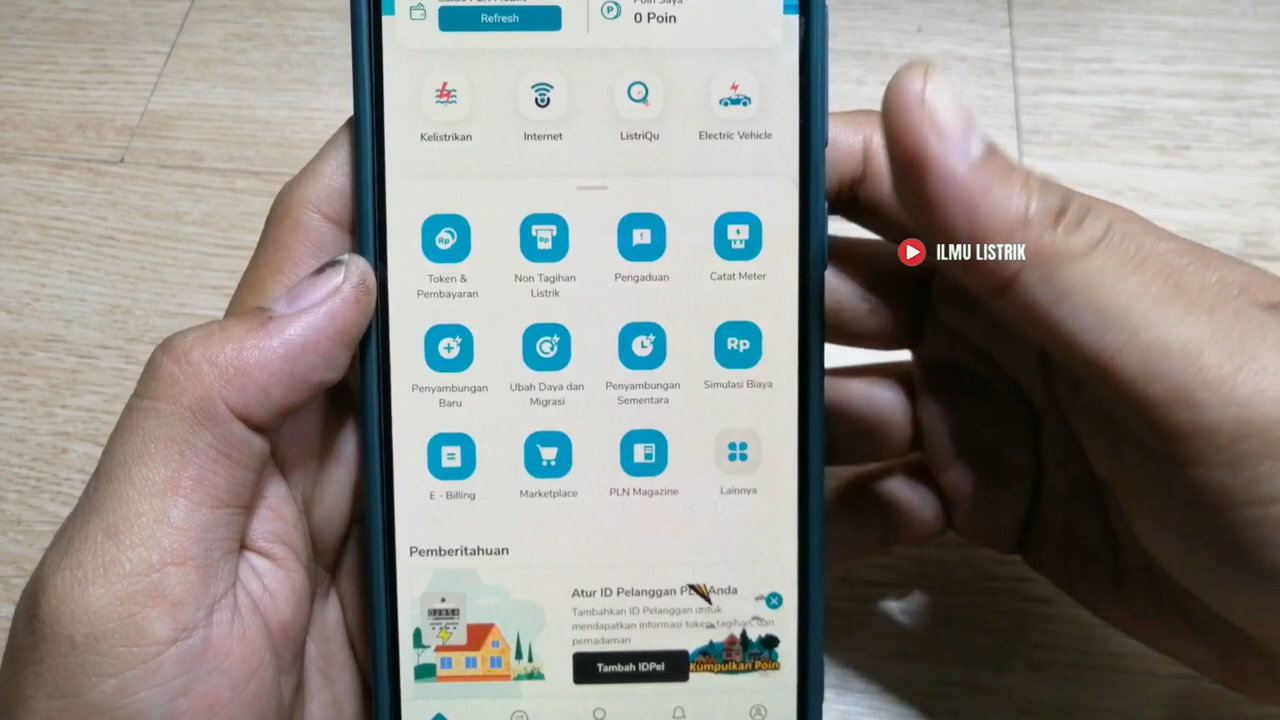 Refresh
Poin Saya
0 Poin
Kelistrikan
Internet
ListriQu
Electric Vehicle
Rp
Token &
Pembayaran
Rp
Non Tagihan
Listrik
Pengaduan
Catat Meter
Penyambungan
Baru
Ubah Daya dan
Migrasi
Penyambungan
Sementara
Rp
Simulasi Biaya
E - Billing
Marketplace
PLN Magazine
Lainnya
Pemberitahuan
Atur ID Pelanggan PLN Anda
Tambahkan ID Pelanggan untuk
mendapatkan informasi token, tagihan, dan
pemadaman
Tambah IDPel
Kumpulkan Poin
ILMU LISTRIK